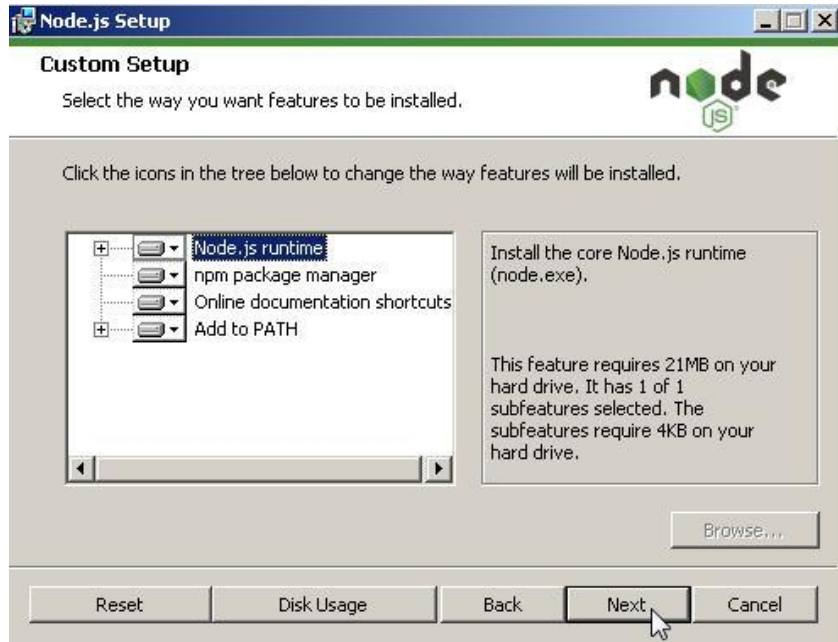 Node.js Setup
Custom Setup
Select the way you want features to be installed.
node
JS
Click the icons in the tree below to change the way features will be installed.
Node.js runtime
npm package manager
Online documentation shortcuts
Add to PATH
Install the core Node.js runtime
(node.exe).
This feature requires 21MB on your
hard drive. It has 1 of 1
subfeatures selected. The
subfeatures require 4KB on your
hard drive.
Browse...
Reset
Disk Usage
Back
Next
Cancel